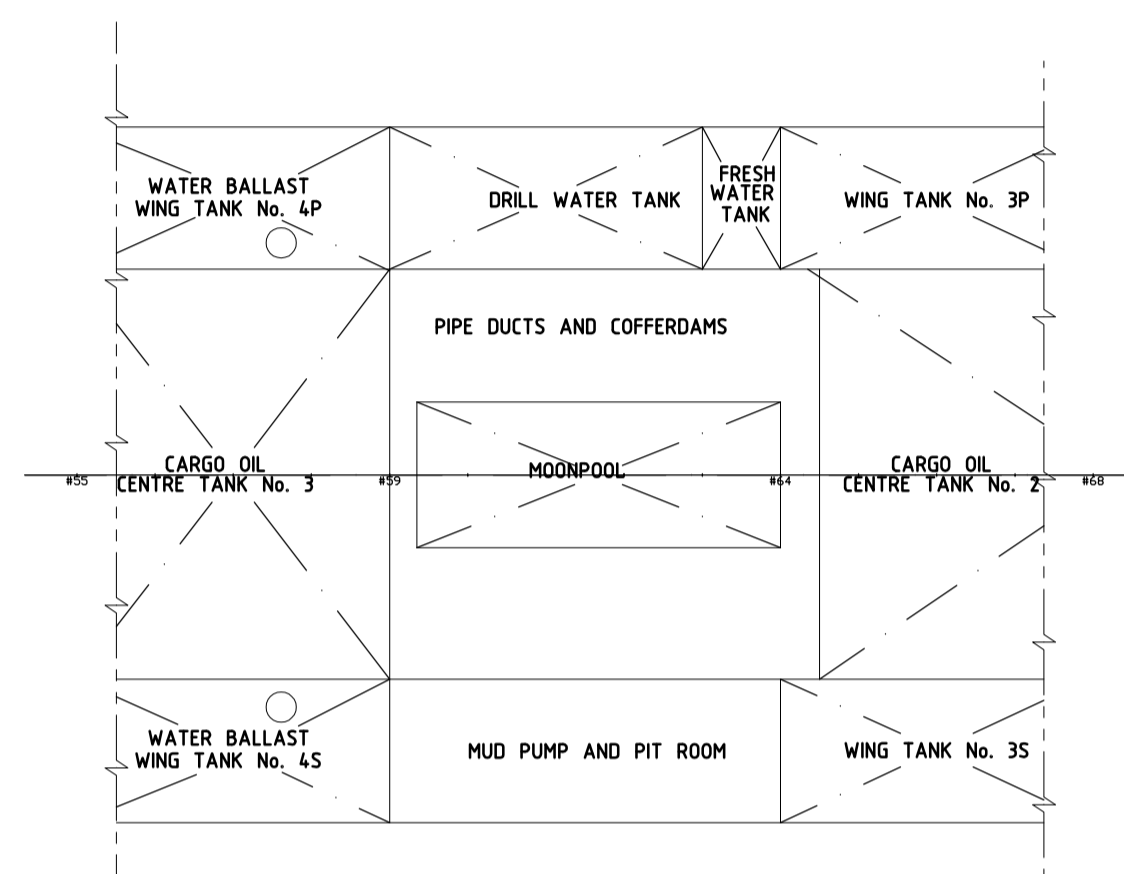 WATER BALLAST
WING TANK No. 4P
DRILL WATER TANK
FRESH
WATER
TANK
WING TANK No. 3P
PIPE DUCTS AND COFFERDAMS
CARGO OIL
CENTRE TANK No. 3
MOONPOOL
CARGO OIL
CENTRE TANK No. 2
#55
#59
#64
#68
WATER BALLAST
WING TANK No. 4S
MUD PUMP AND PIT ROOM
WING TANK No. 3S